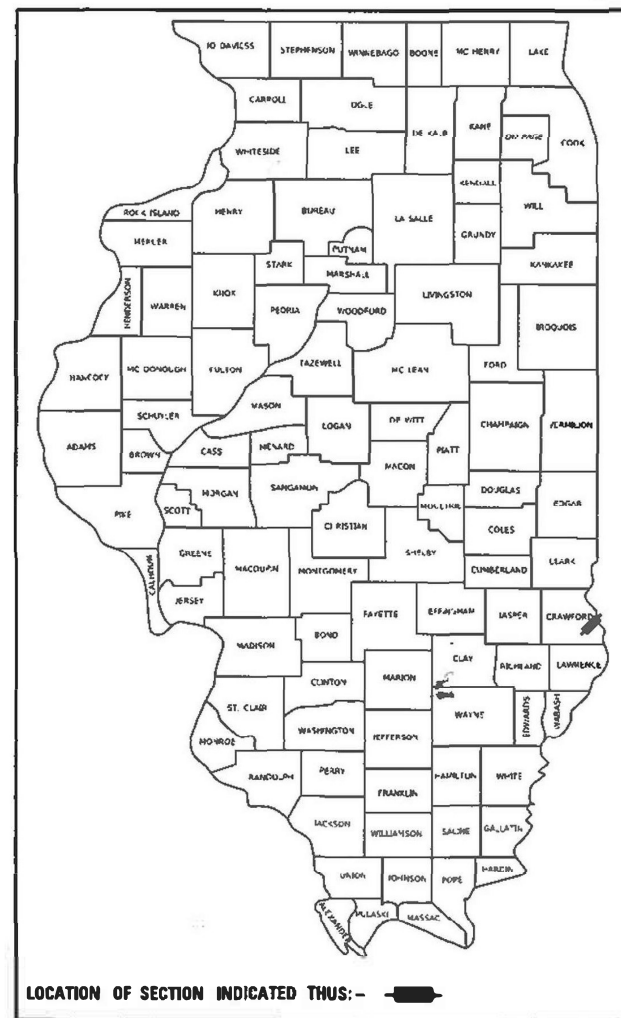 JO DAVIESS STEPHENSON WINNEBAGO BOONE MC HENRY LAKE
CARROLL OGLE DE KALB KANE DU PAGE COOK
WHITESIDE LEE
KENDALL WILL
ROCK ISLAND HENRY BUREAU LA SALLE GRUNDY
MERCER PUTNAM
STARK MARSHALL KANKAKEE
HENDERSON WARREN KNOX PEORIA WOODFORD LIVINGSTON IROQUOIS
HANCOCK MC DONOUGH FULTON TAZEWELL MC LEAN FORD
SCHUYLER MASON
ADAMS BROWN CASS MENARD LOGAN DE WITT PIATT CHAMPAIGN VERMILION
MACON
PIKE SCOTT MORGAN SANGAMON MOULTRIE DOUGLAS EDGAR
CHRISTIAN COLES
CALHOUN GREENE MACOUPIN MONTGOMERY SHELBY CUMBERLAND CLARK
JERSEY
FAYETTE EFFINGHAM JASPER CRAWFORD
MADISON BOND
CLAY RICHLAND LAWRENCE
CLINTON MARION
ST. CLAIR WAYNE EDWARDS WABASH
WASHINGTON JEFFERSON
MONROE
RANDOLPH PERRY HAMILTON WHITE
FRANKLIN
JACKSON WILLIAMSON SALINE GALLATIN
UNION JOHNSON POPE HARDIN
ALEXANDER PULASKI MASSAC
LOCATION OF SECTION INDICATED THUS:-